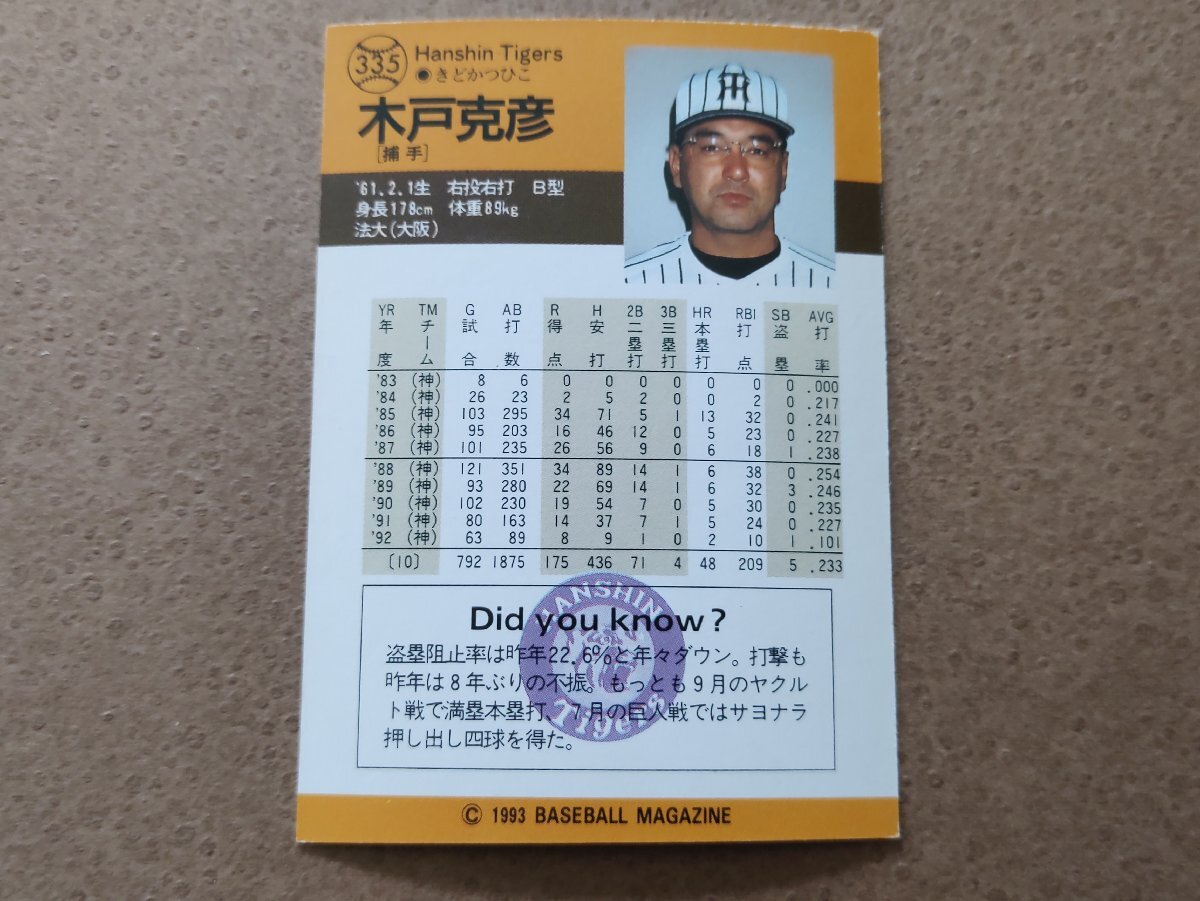 335
Hanshin Tigers
●きどかつひこ
木戸克彦
[捕手]
'61.2.1生 右投右打 B型
身長178cm 体重89kg
法大(大阪)
YR TM G AB R H 2B 3B HR RBI SB AVG
年度 チーム 試合 打数 得点 安打 二塁打 三塁打 本塁打 打点 盗塁 打率
'83 (神) 8 6 0 0 0 0 0 0 0 .000
'84 (神) 26 23 2 5 2 0 0 2 0 .217
'85 (神) 103 295 34 71 5 1 13 32 0 .241
'86 (神) 95 203 16 46 12 0 5 23 0 .227
'87 (神) 101 235 26 56 9 0 6 18 1 .238
'88 (神) 121 351 34 89 14 1 6 38 0 .254
'89 (神) 93 280 22 69 14 1 6 32 3 .246
'90 (神) 102 230 19 54 7 0 5 30 0 .235
'91 (神) 80 163 14 37 7 1 5 24 0 .227
'92 (神) 63 89 8 9 1 0 2 10 1 .101
〔10〕 792 1875 175 436 71 4 48 209 5 .233
Did you know?
盗塁阻止率は昨年22.6%と年々ダウン。打撃も
昨年は8年ぶりの不振。もっとも9月のヤクル
ト戦で満塁本塁打、7月の巨人戦ではサヨナラ
押し出し四球を得た。
HANSHIN
Tigers
© 1993 BASEBALL MAGAZINE